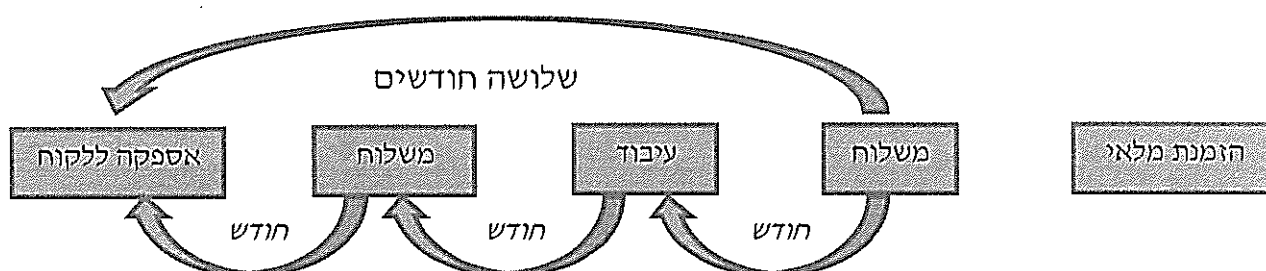 שלושה חודשים
הזמנת מלאי
משלוח
עיבוד
משלוח
אספקה ללקוח
חודש
חודש
חודש